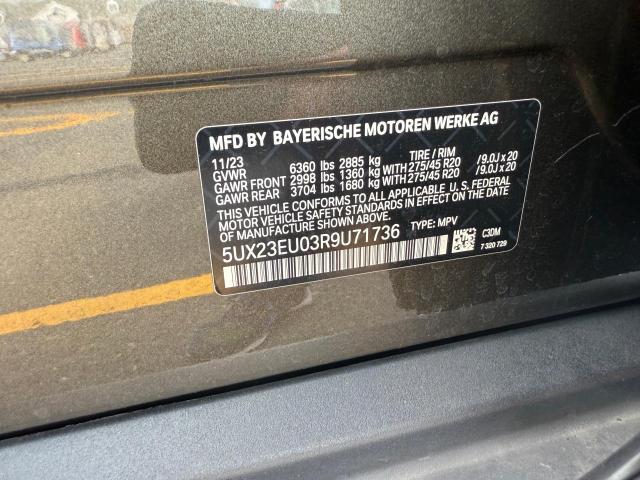 MFD BY BAYERISCHE MOTOREN WERKE AG
11/23 TIRE / RIM
GVWR 6360 lbs 2885 kg
GAWR FRONT 2998 lbs 1360 kg WITH 275/45 R20 /9.0J x 20
GAWR REAR 3704 lbs 1680 kg WITH 275/45 R20 /9.0J x 20
THIS VEHICLE CONFORMS TO ALL APPLICABLE U. S. FEDERAL
MOTOR VEHICLE SAFETY STANDARDS IN EFFECT ON THE DATE
OF MANUFACTURE SHOWN ABOVE.
5UX23EU03R9U71736 TYPE: MPV
C3DM
7 320 729